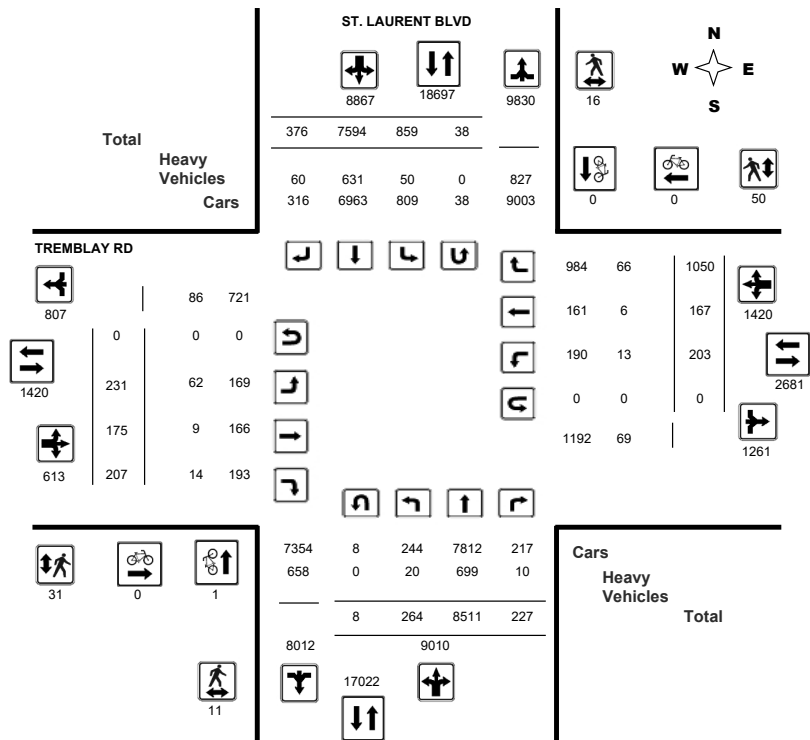 ST. LAURENT BLVD
N
W E
S
8867 18697 9830 16
376 7594 859 38
Total
Heavy
Vehicles
60 631 50 0 827
Cars
316 6963 809 38 9003
0 0 50
TREMBLAY RD
807
86 721
984 66 1050
1420
161 6 167
0 0 0
1420
231 62 169
190 13 203
2681
175 9 166
0 0 0
613
207 14 193
1192 69
1261
7354 8 244 7812 217
Cars
658 0 20 699 10
Heavy
Vehicles
31 0 1
8 264 8511 227
Total
8012 9010
17022
11